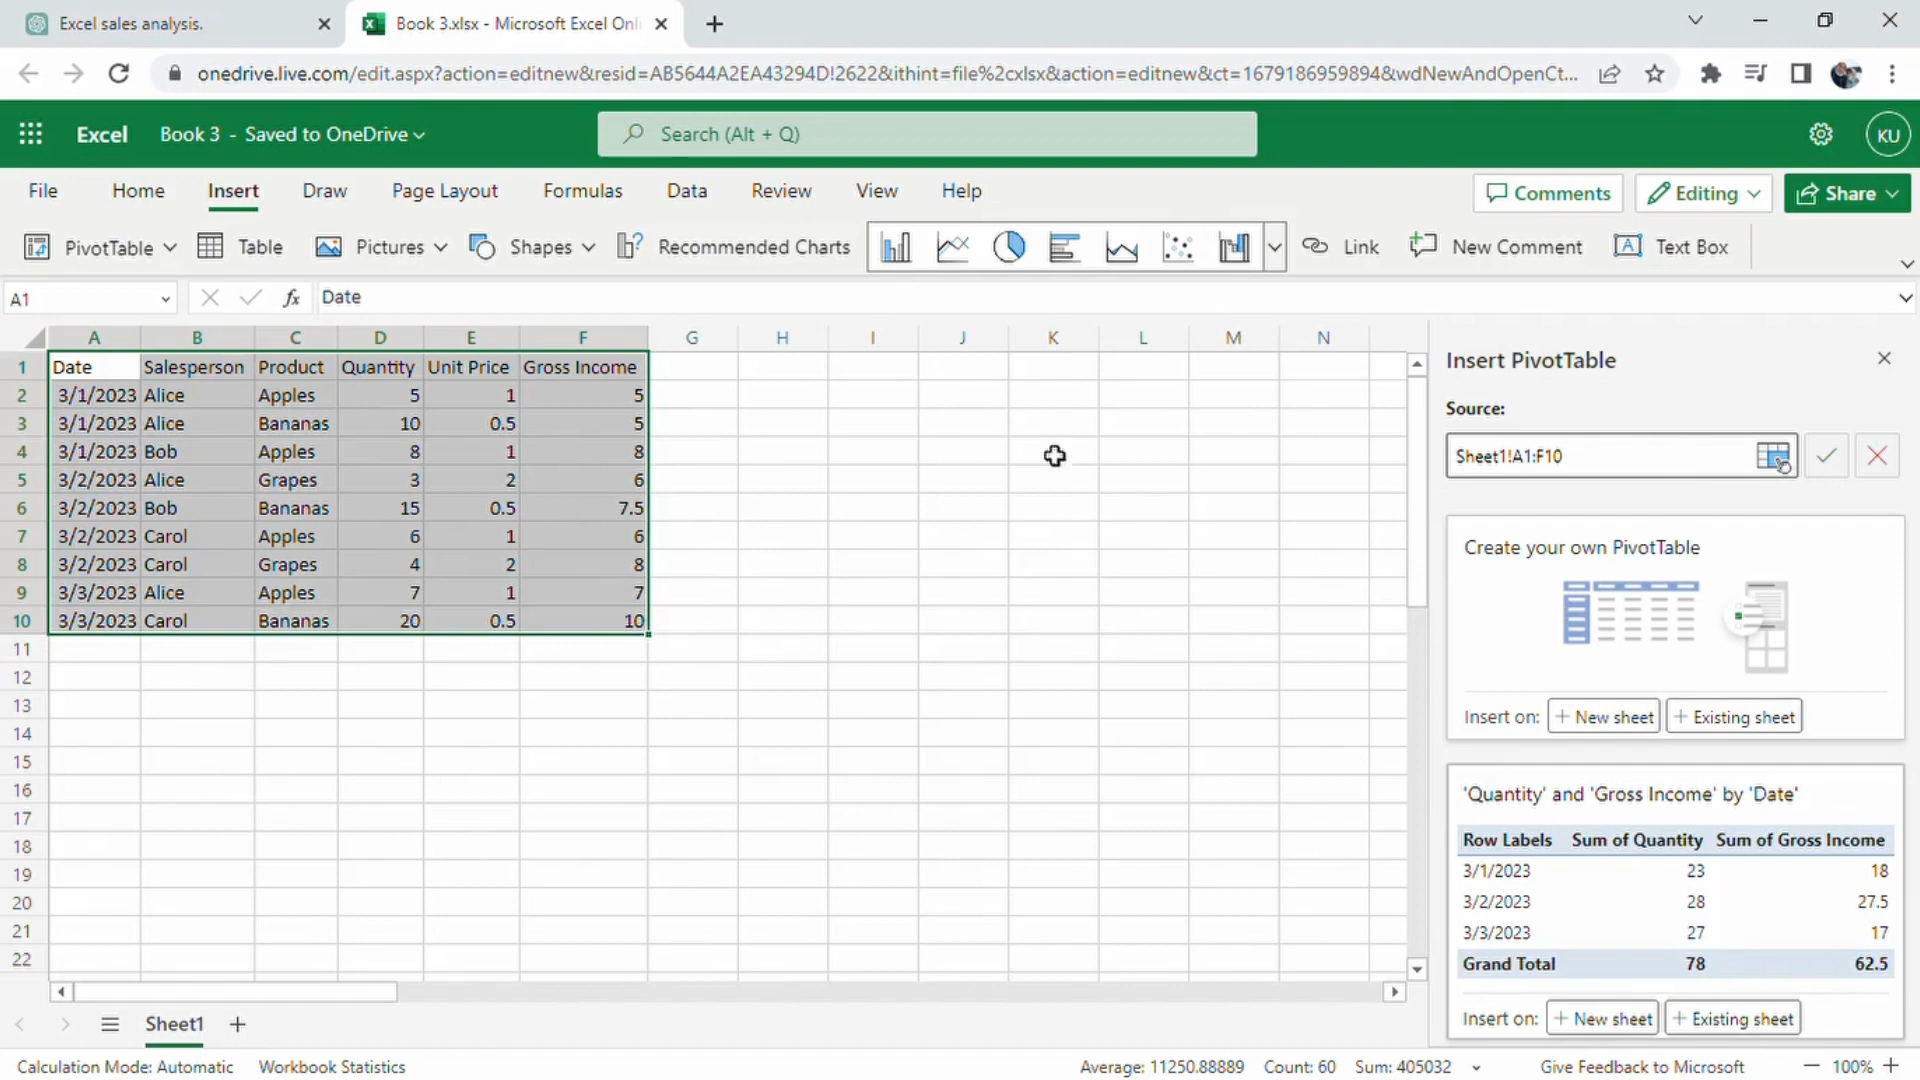 Excel sales analysis.
Book 3.xlsx - Microsoft Excel Onli
onedrive.live.com/edit.aspx?action=editnew&resid=AB5644A2EA43294D!2622&ithint=file%2cxlsx&action=editnew&ct=1679186959894&wdNewAndOpenCt...
Excel Book 3 - Saved to OneDrive Search (Alt + Q) KU
File Home Insert Draw Page Layout Formulas Data Review View Help Comments Editing Share
PivotTable Table Pictures Shapes Recommended Charts Link New Comment Text Box
A1 fx Date
A B C D E F G H I J K L M N
1 Date Salesperson Product Quantity Unit Price Gross Income
2 3/1/2023 Alice Apples 5 1 5
3 3/1/2023 Alice Bananas 10 0.5 5
4 3/1/2023 Bob Apples 8 1 8
5 3/2/2023 Alice Grapes 3 2 6
6 3/2/2023 Bob Bananas 15 0.5 7.5
7 3/2/2023 Carol Apples 6 1 6
8 3/2/2023 Carol Grapes 4 2 8
9 3/3/2023 Alice Apples 7 1 7
10 3/3/2023 Carol Bananas 20 0.5 10
11
12
13
14
15
16
17
18
19
20
21
22
Insert PivotTable
Source:
Sheet1!A1:F10
Create your own PivotTable
Insert on: + New sheet + Existing sheet
'Quantity' and 'Gross Income' by 'Date'
Row Labels Sum of Quantity Sum of Gross Income
3/1/2023 23 18
3/2/2023 28 27.5
3/3/2023 27 17
Grand Total 78 62.5
Insert on: + New sheet + Existing sheet
Sheet1
Calculation Mode: Automatic Workbook Statistics Average: 11250.88889 Count: 60 Sum: 405032 Give Feedback to Microsoft 100%